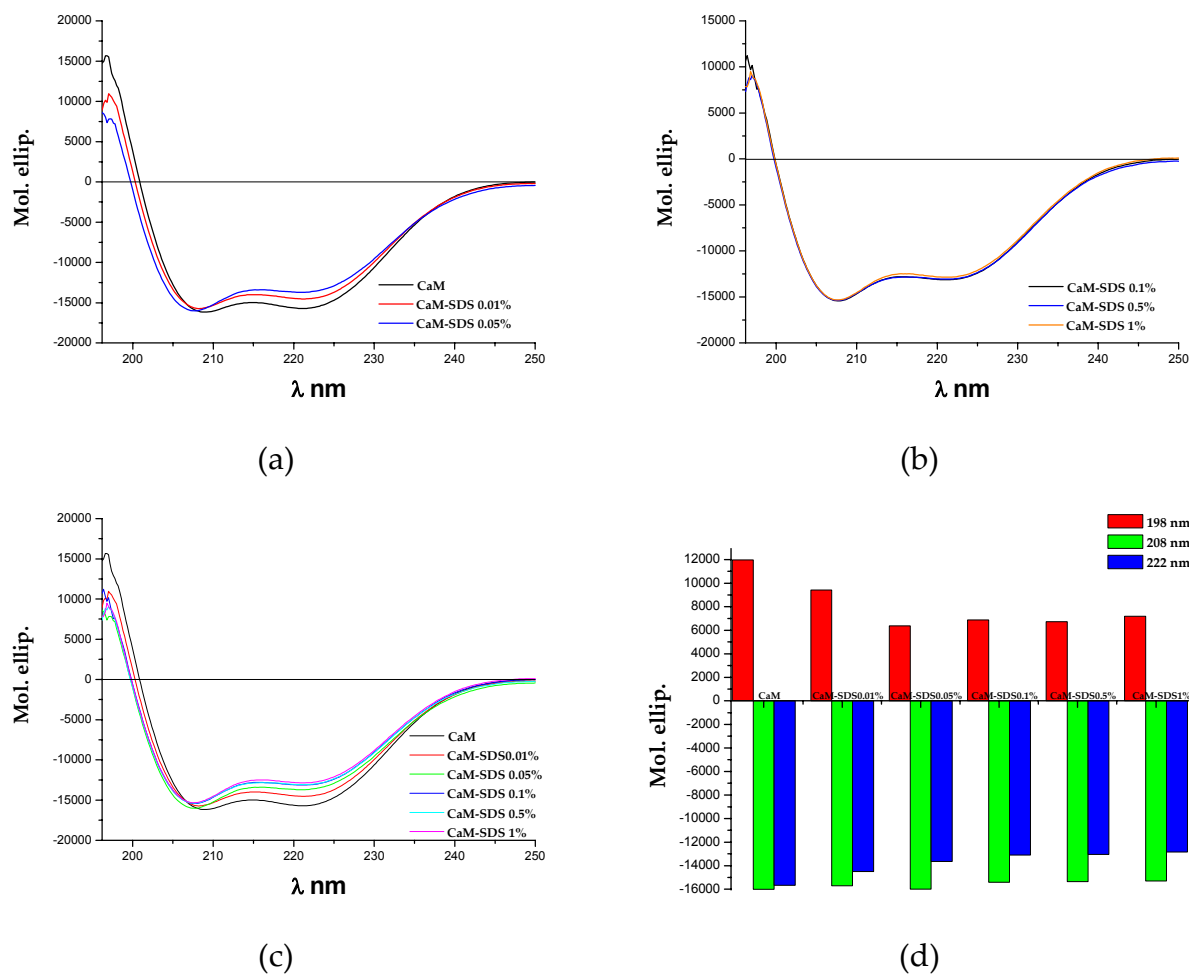 20000
15000
10000
5000
0
-5000
-10000
-15000
-20000
Mol. ellip.
CaM
CaM-SDS 0.01%
CaM-SDS 0.05%
200 210 220 230 240 250
λ nm
(a)
15000
10000
5000
0
-5000
-10000
-15000
-20000
Mol. ellip.
CaM-SDS 0.1%
CaM-SDS 0.5%
CaM-SDS 1%
200 210 220 230 240 250
λ nm
(b)
20000
15000
10000
5000
0
-5000
-10000
-15000
-20000
Mol. ellip.
CaM
CaM-SDS0.01%
CaM-SDS 0.05%
CaM-SDS 0.1%
CaM-SDS 0.5%
CaM-SDS 1%
200 210 220 230 240 250
λ nm
(c)
198 nm
208 nm
222 nm
12000
10000
8000
6000
4000
2000
0
-2000
-4000
-6000
-8000
-10000
-12000
-14000
-16000
Mol. ellip.
CaM CaM-SDS0.01% CaM-SDS0.05% CaM-SDS0.1% CaM-SDS0.5% CaM-SDS1%
(d)